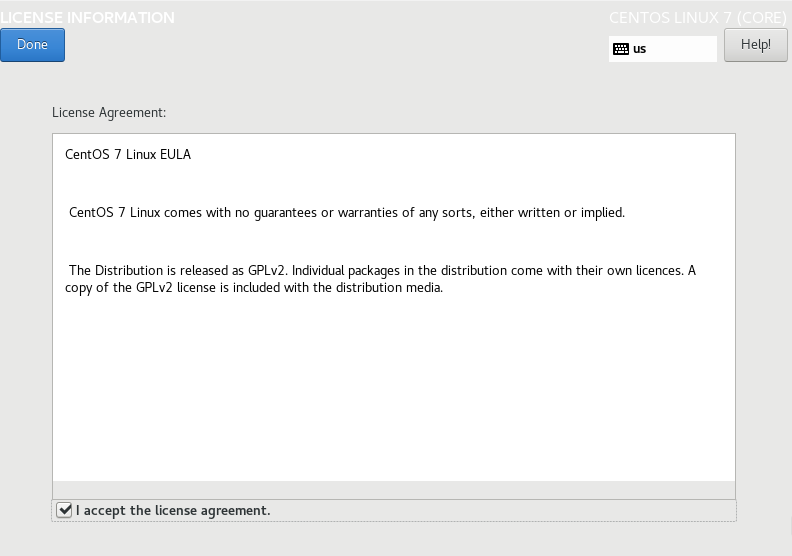 LICENSE INFORMATION
CENTOS LINUX 7 (CORE)
Done
us
Help!
License Agreement:
CentOS 7 Linux EULA
CentOS 7 Linux comes with no guarantees or warranties of any sorts, either written or implied.
The Distribution is released as GPLv2. Individual packages in the distribution come with their own licences. A
copy of the GPLv2 license is included with the distribution media.
I accept the license agreement.